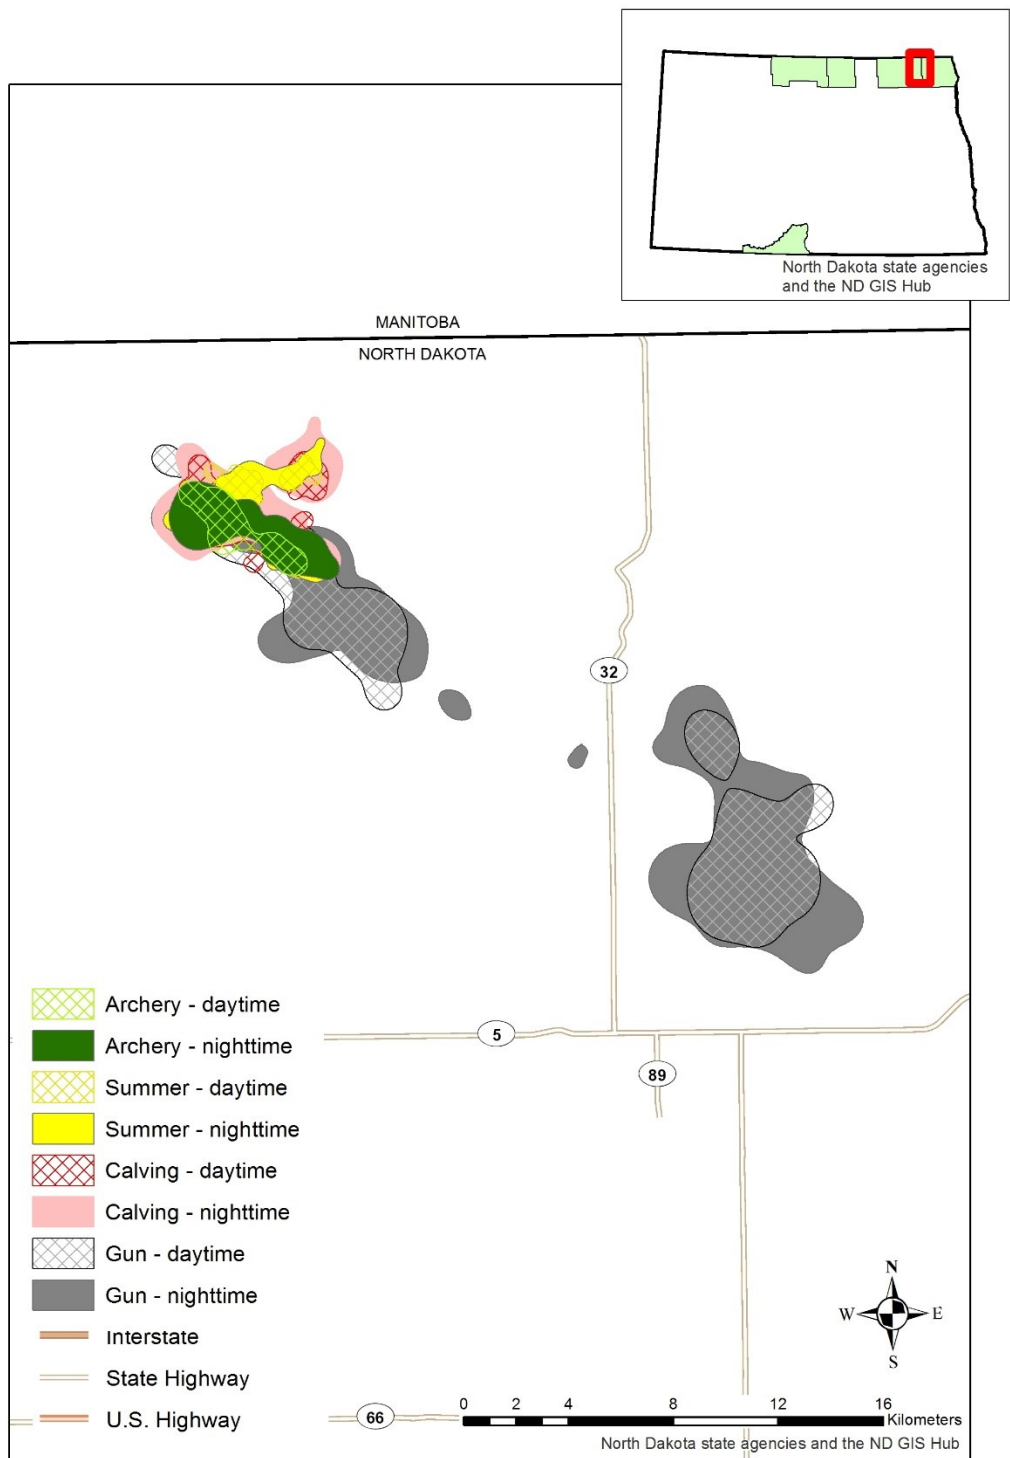 North Dakota state agencies
and the ND GIS Hub
MANITOBA
NORTH DAKOTA
32
5
89
66
Archery - daytime
Archery - nighttime
Summer - daytime
Summer - nighttime
Calving - daytime
Calving - nighttime
Gun - daytime
Gun - nighttime
Interstate
State Highway
U.S. Highway
N
W E
S
0 2 4 8 12 16
Kilometers
North Dakota state agencies and the ND GIS Hub